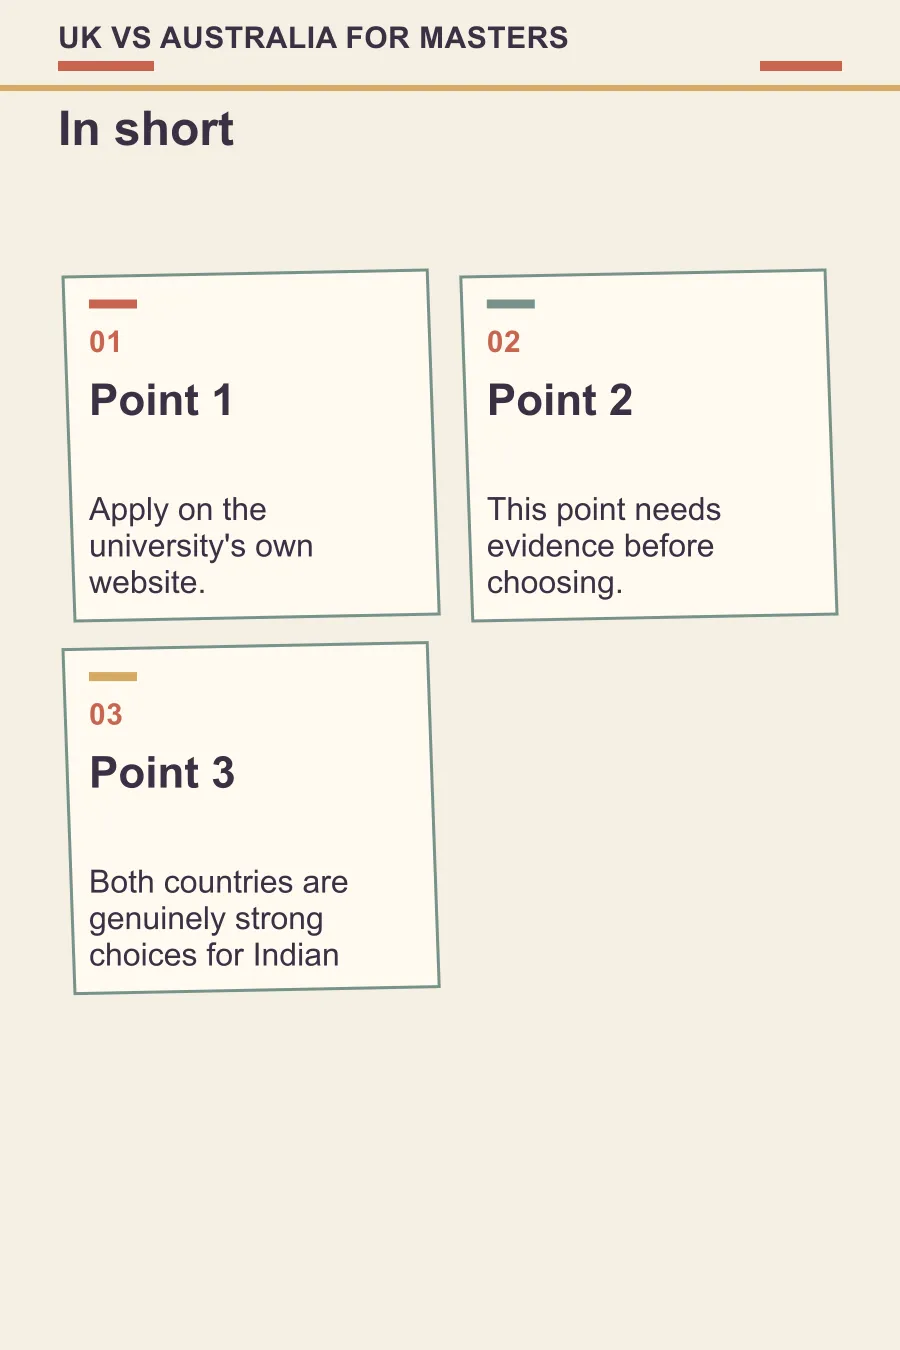 UK VS AUSTRALIA FOR MASTERS
In short
01
Point 1
Apply on the
university's own
website.
02
Point 2
This point needs
evidence before
choosing.
03
Point 3
Both countries are
genuinely strong
choices for Indian